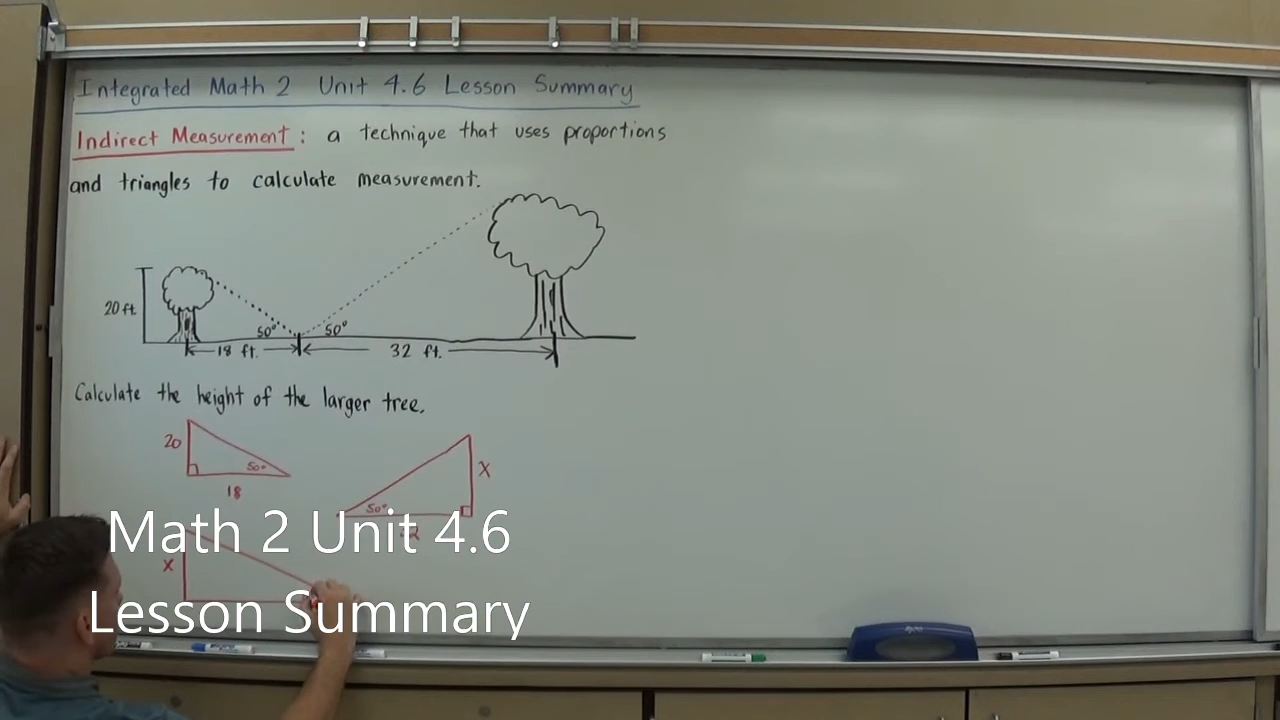 Integrated Math 2 Unit 4.6 Lesson Summary
Indirect Measurement: a technique that uses proportions
and triangles to calculate measurement.
20 ft.
50°
50°
18 ft.
32 ft.
Calculate the height of the larger tree.
20
50°
18
X
50°
32
X
Math 2 Unit 4.6
Lesson Summary
expo